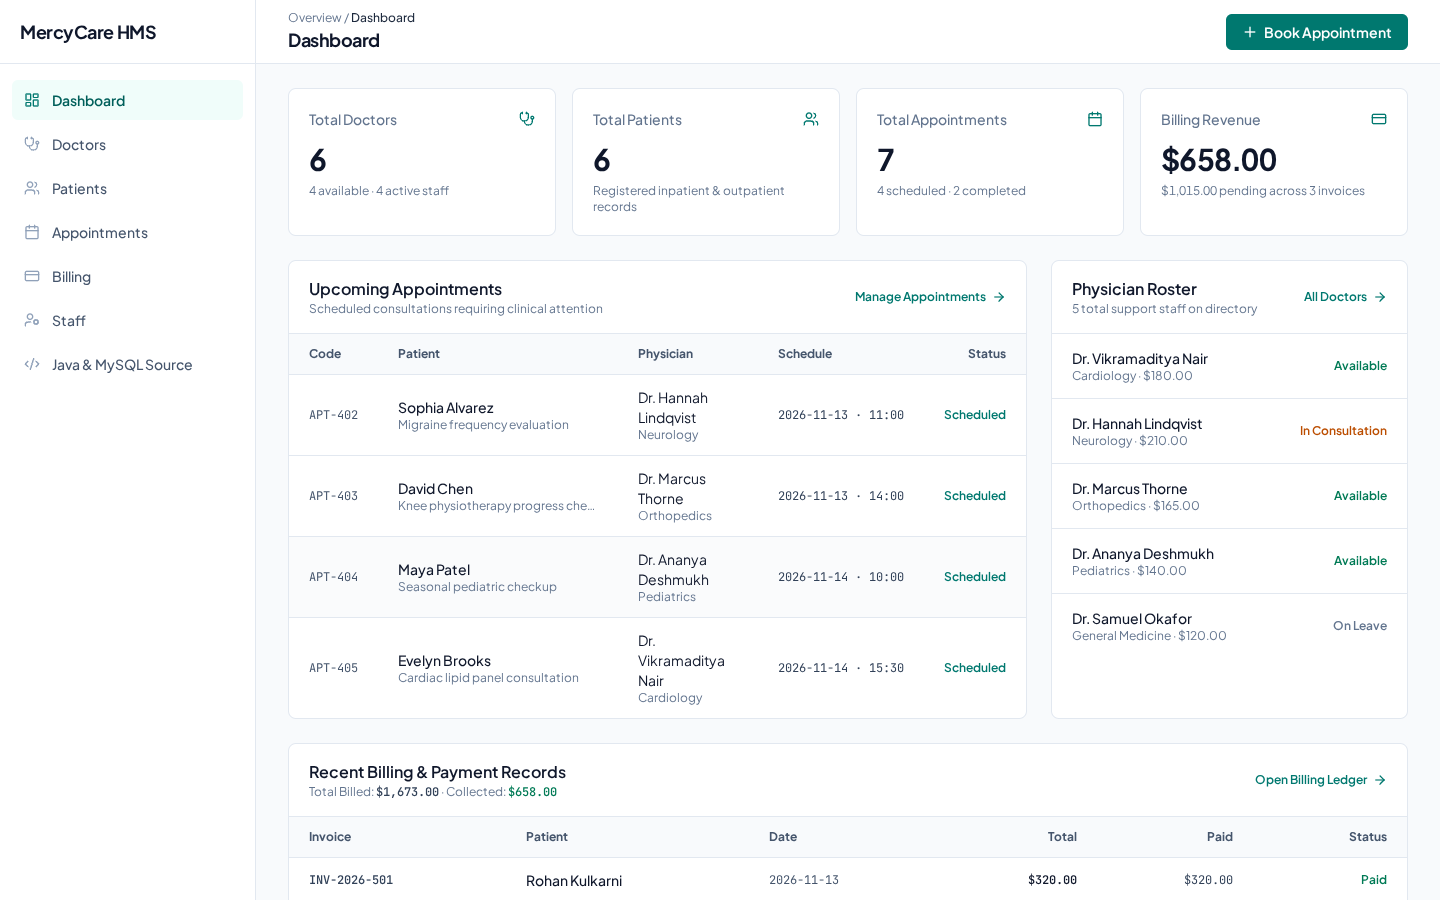 MercyCare HMS
Dashboard
Doctors
Patients
Appointments
Billing
Staff
Java & MySQL Source
Overview / Dashboard
Dashboard
Book Appointment
Total Doctors
6
4 available · 4 active staff
Total Patients
6
Registered inpatient & outpatient
records
Total Appointments
7
4 scheduled · 2 completed
Billing Revenue
$658.00
$1,015.00 pending across 3 invoices
Upcoming Appointments
Scheduled consultations requiring clinical attention
Manage Appointments →
Code Patient Physician Schedule Status
APT-402 Sophia Alvarez Migraine frequency evaluation Dr. Hannah Lindqvist Neurology 2026-11-13 · 11:00 Scheduled
APT-403 David Chen Knee physiotherapy progress che... Dr. Marcus Thorne Orthopedics 2026-11-13 · 14:00 Scheduled
APT-404 Maya Patel Seasonal pediatric checkup Dr. Ananya Deshmukh Pediatrics 2026-11-14 · 10:00 Scheduled
APT-405 Evelyn Brooks Cardiac lipid panel consultation Dr. Vikramaditya Nair Cardiology 2026-11-14 · 15:30 Scheduled
Physician Roster
5 total support staff on directory
All Doctors →
Dr. Vikramaditya Nair
Cardiology · $180.00
Available
Dr. Hannah Lindqvist
Neurology · $210.00
In Consultation
Dr. Marcus Thorne
Orthopedics · $165.00
Available
Dr. Ananya Deshmukh
Pediatrics · $140.00
Available
Dr. Samuel Okafor
General Medicine · $120.00
On Leave
Recent Billing & Payment Records
Total Billed: $1,673.00 · Collected: $658.00
Open Billing Ledger →
Invoice Patient Date Total Paid Status
INV-2026-501 Rohan Kulkarni 2026-11-13 $320.00 $320.00 Paid